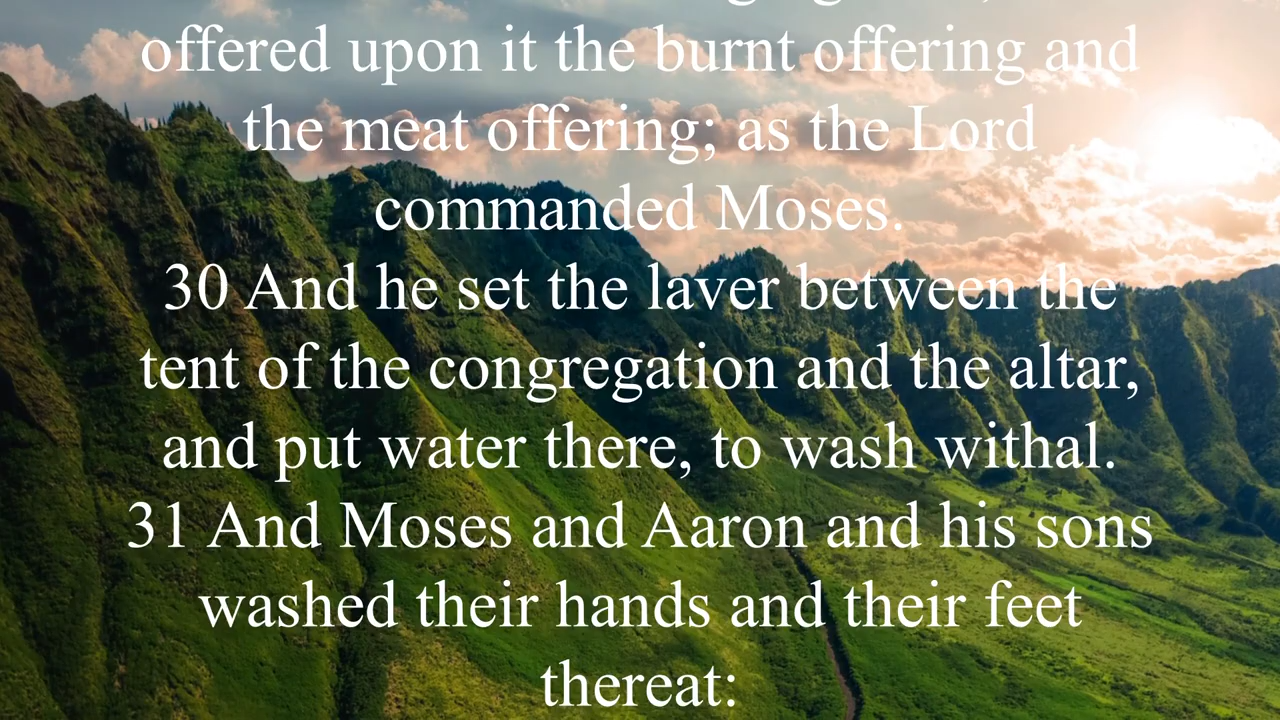 offered upon it the burnt offering and
the meat offering; as the Lord
commanded Moses.
30 And he set the laver between the
tent of the congregation and the altar,
and put water there, to wash withal.
31 And Moses and Aaron and his sons
washed their hands and their feet
thereat: